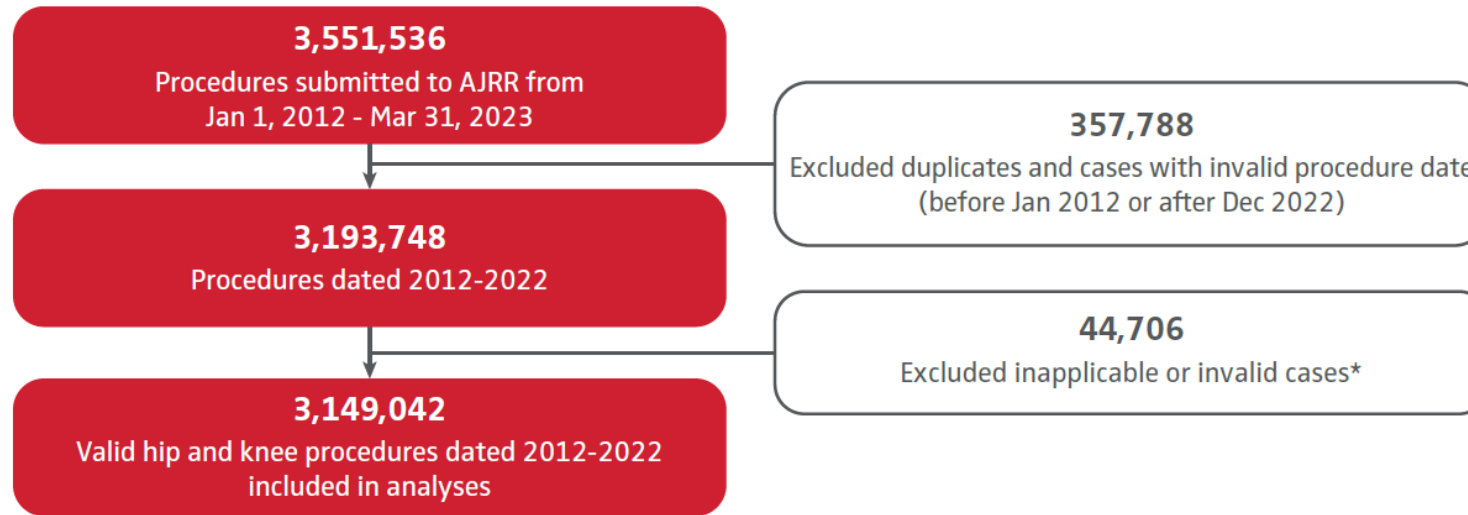 3,551,536
Procedures submitted to AJRR from
Jan 1, 2012 - Mar 31, 2023
357,788
Excluded duplicates and cases with invalid procedure date
(before Jan 2012 or after Dec 2022)
3,193,748
Procedures dated 2012-2022
44,706
Excluded inapplicable or invalid cases*
3,149,042
Valid hip and knee procedures dated 2012-2022
included in analyses